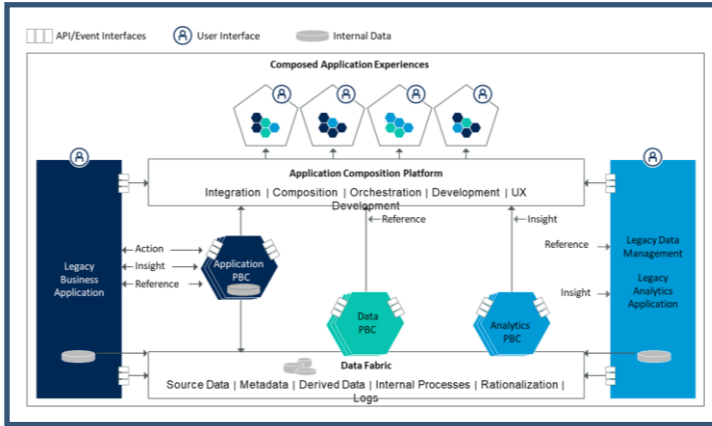 API/Event Interfaces
User Interface
Internal Data
Composed Application Experiences
Application Composition Platform
Integration | Composition | Orchestration | Development | UX
Development
Reference
Insight
Action
Insight
Reference
Legacy
Business
Application
Application
PBC
Data
PBC
Analytics
PBC
Reference
Insight
Legacy Data
Management
Legacy
Analytics
Application
Data Fabric
Source Data | Metadata | Derived Data | Internal Processes | Rationalization |
Logs